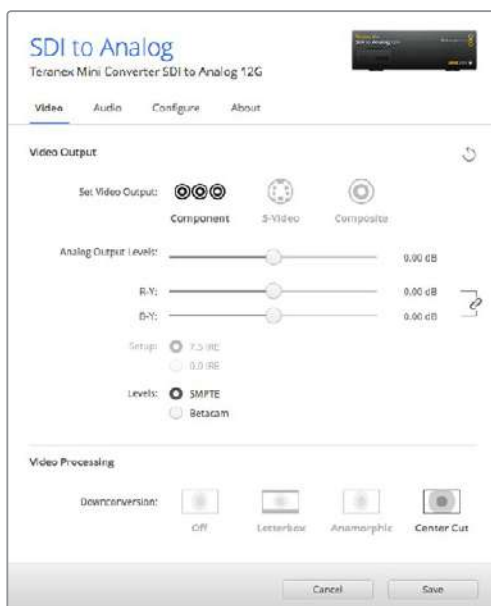 SDI to Analog
Teranex Mini Converter SDI to Analog 12G
Video Audio Configure About
Video Output
Set Video Output:
Component S-Video Composite
Analog Output Levels: 0.00 dB
R-Y: 0.00 dB
B-Y: 0.00 dB
Setup: 7.5 IRE
0.0 IRE
Levels: SMPTE
Betacam
Video Processing
Downconversion:
Off Letterbox Anamorphic Center Cut
Cancel Save